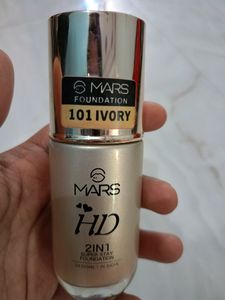 MARS
FOUNDATION
101 IVORY
MARS
HD
2IN1
SUPER STAY
FOUNDATION